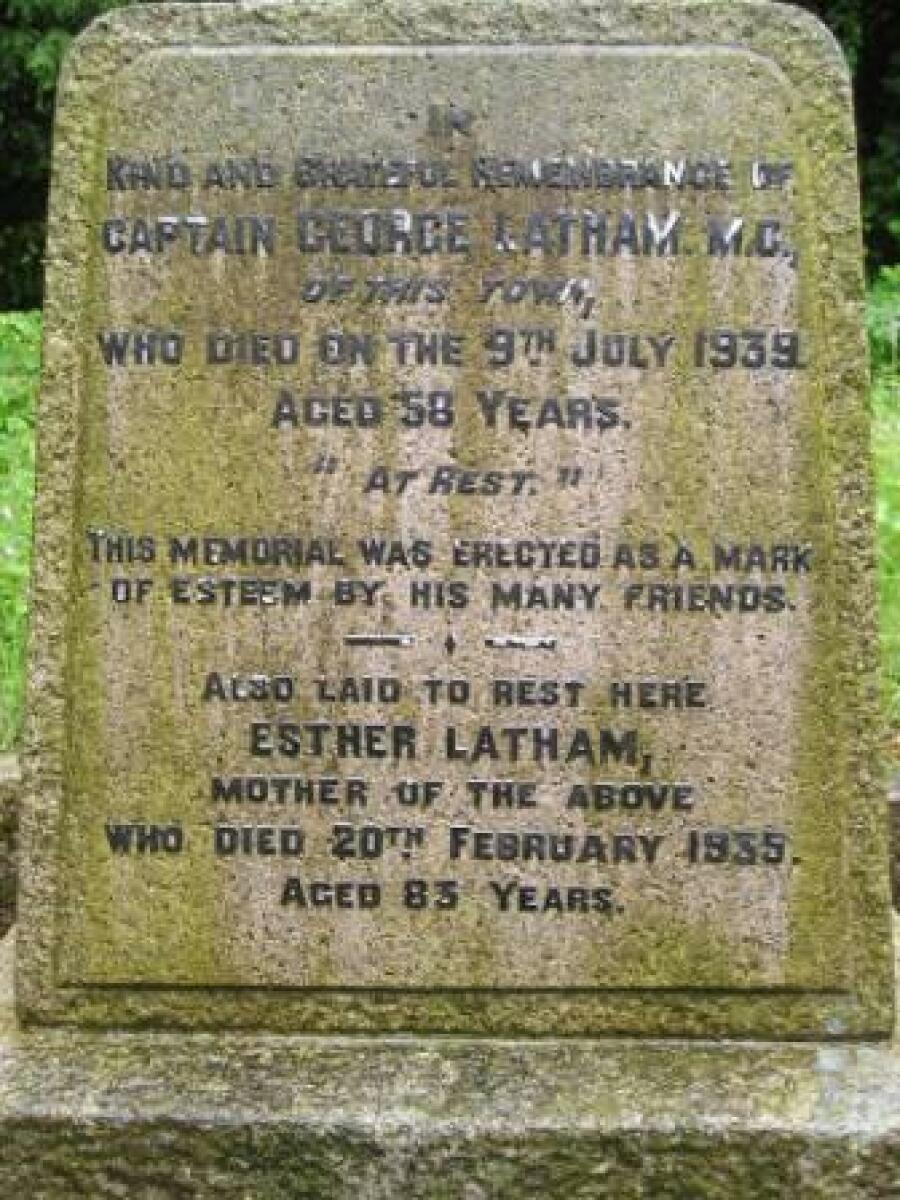 IN
KIND AND GRATEFUL REMEMBRANCE OF
CAPTAIN GEORGE LATHAM. M.C.,
OF THIS TOWN,
WHO DIED ON THE 9TH JULY 1939.
AGED 58 YEARS.
"AT REST."
THIS MEMORIAL WAS ERECTED AS A MARK
OF ESTEEM BY HIS MANY FRIENDS.
ALSO LAID TO REST HERE
ESTHER LATHAM,
MOTHER OF THE ABOVE
WHO DIED 20TH FEBRUARY 1935.
AGED 83 YEARS.